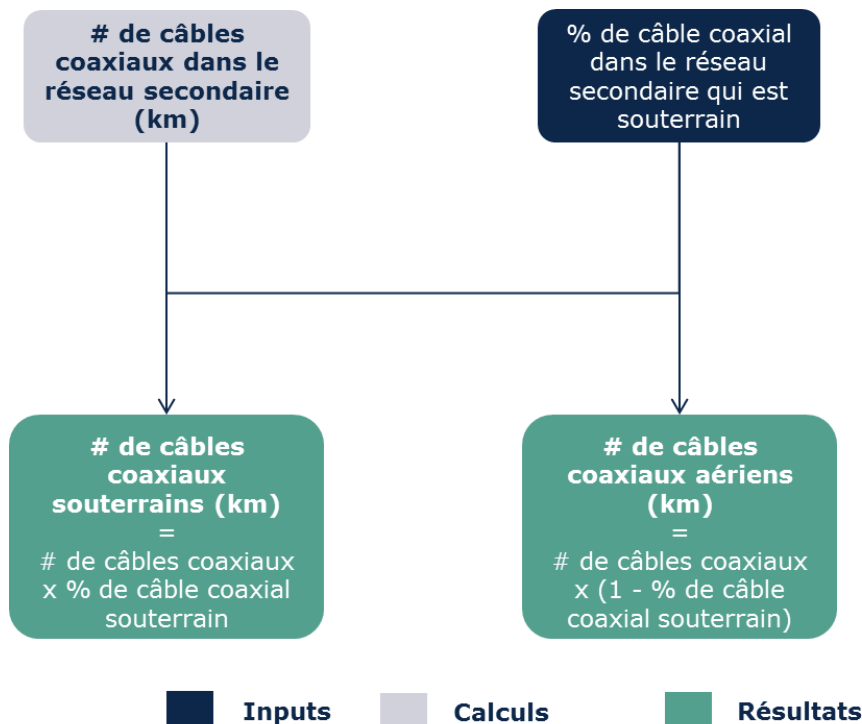 # de câbles
coaxiaux dans le
réseau secondaire
(km)
% de câble coaxial
dans le réseau
secondaire qui est
souterrain
# de câbles
coaxiaux
souterrains (km)
=
# de câbles coaxiaux
x % de câble coaxial
souterrain
# de câbles
coaxiaux aériens
(km)
=
# de câbles coaxiaux
x (1 - % de câble
coaxial souterrain)
Inputs Calculs Résultats